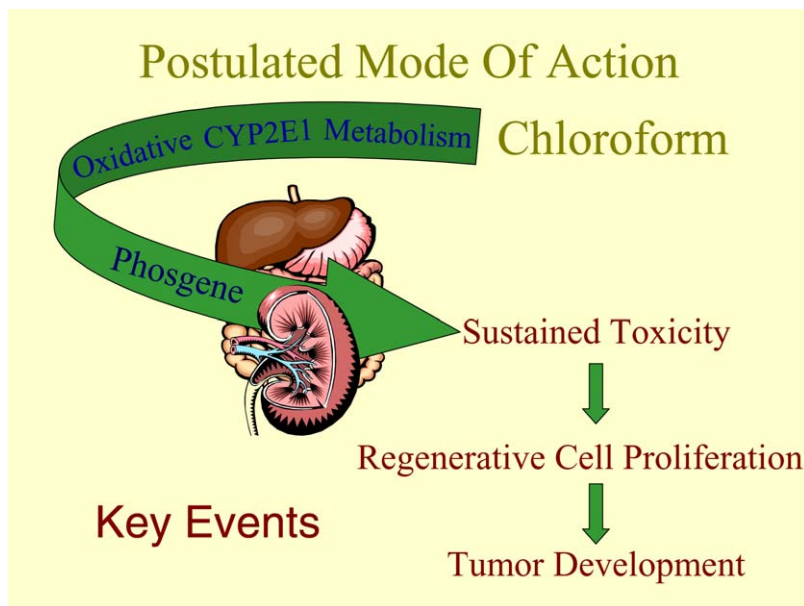 Postulated Mode Of Action
Oxidative CYP2E1 Metabolism
Chloroform
Phosgene
Sustained Toxicity
Regenerative Cell Proliferation
Key Events
Tumor Development